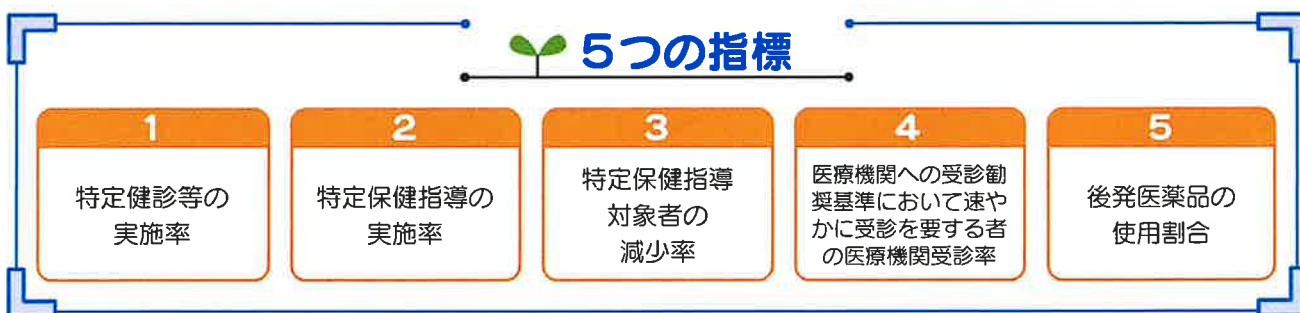 5つの指標
1
特定健診等の
実施率
2
特定保健指導の
実施率
3
特定保健指導
対象者の
減少率
4
医療機関への受診勧
奨基準において速や
かに受診を要する者
の医療機関受診率
5
後発医薬品の
使用割合